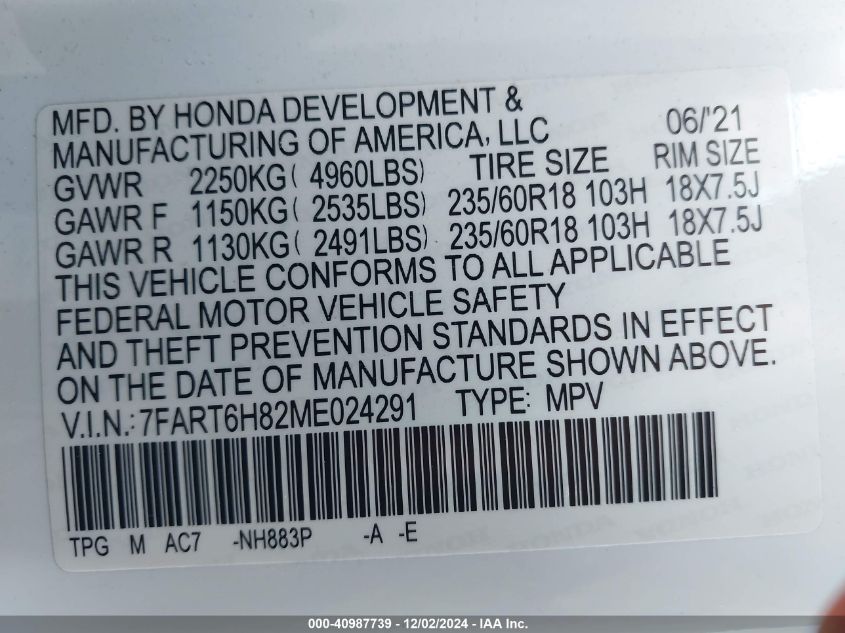 MFD. BY HONDA DEVELOPMENT &
MANUFACTURING OF AMERICA, LLC 06/'21
GVWR 2250KG( 4960LBS) TIRE SIZE RIM SIZE
GAWR F 1150KG( 2535LBS) 235/60R18 103H 18X7.5J
GAWR R 1130KG( 2491LBS) 235/60R18 103H 18X7.5J
THIS VEHICLE CONFORMS TO ALL APPLICABLE
FEDERAL MOTOR VEHICLE SAFETY
AND THEFT PREVENTION STANDARDS IN EFFECT
ON THE DATE OF MANUFACTURE SHOWN ABOVE.
V.I.N.:7FART6H82ME024291 TYPE: MPV
TPG M AC7 -NH883P -A -E
000-40987739 - 12/02/2024 - IAA Inc.